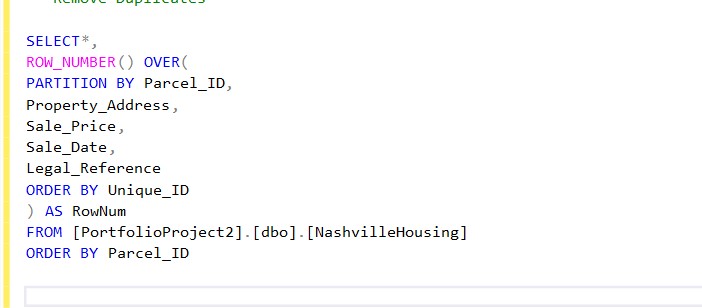 Remove Duplicates
SELECT*,
ROW_NUMBER() OVER(
PARTITION BY Parcel_ID,
Property_Address,
Sale_Price,
Sale_Date,
Legal_Reference
ORDER BY Unique_ID
) AS RowNum
FROM [PortfolioProject2].[dbo].[NashvilleHousing]
ORDER BY Parcel_ID